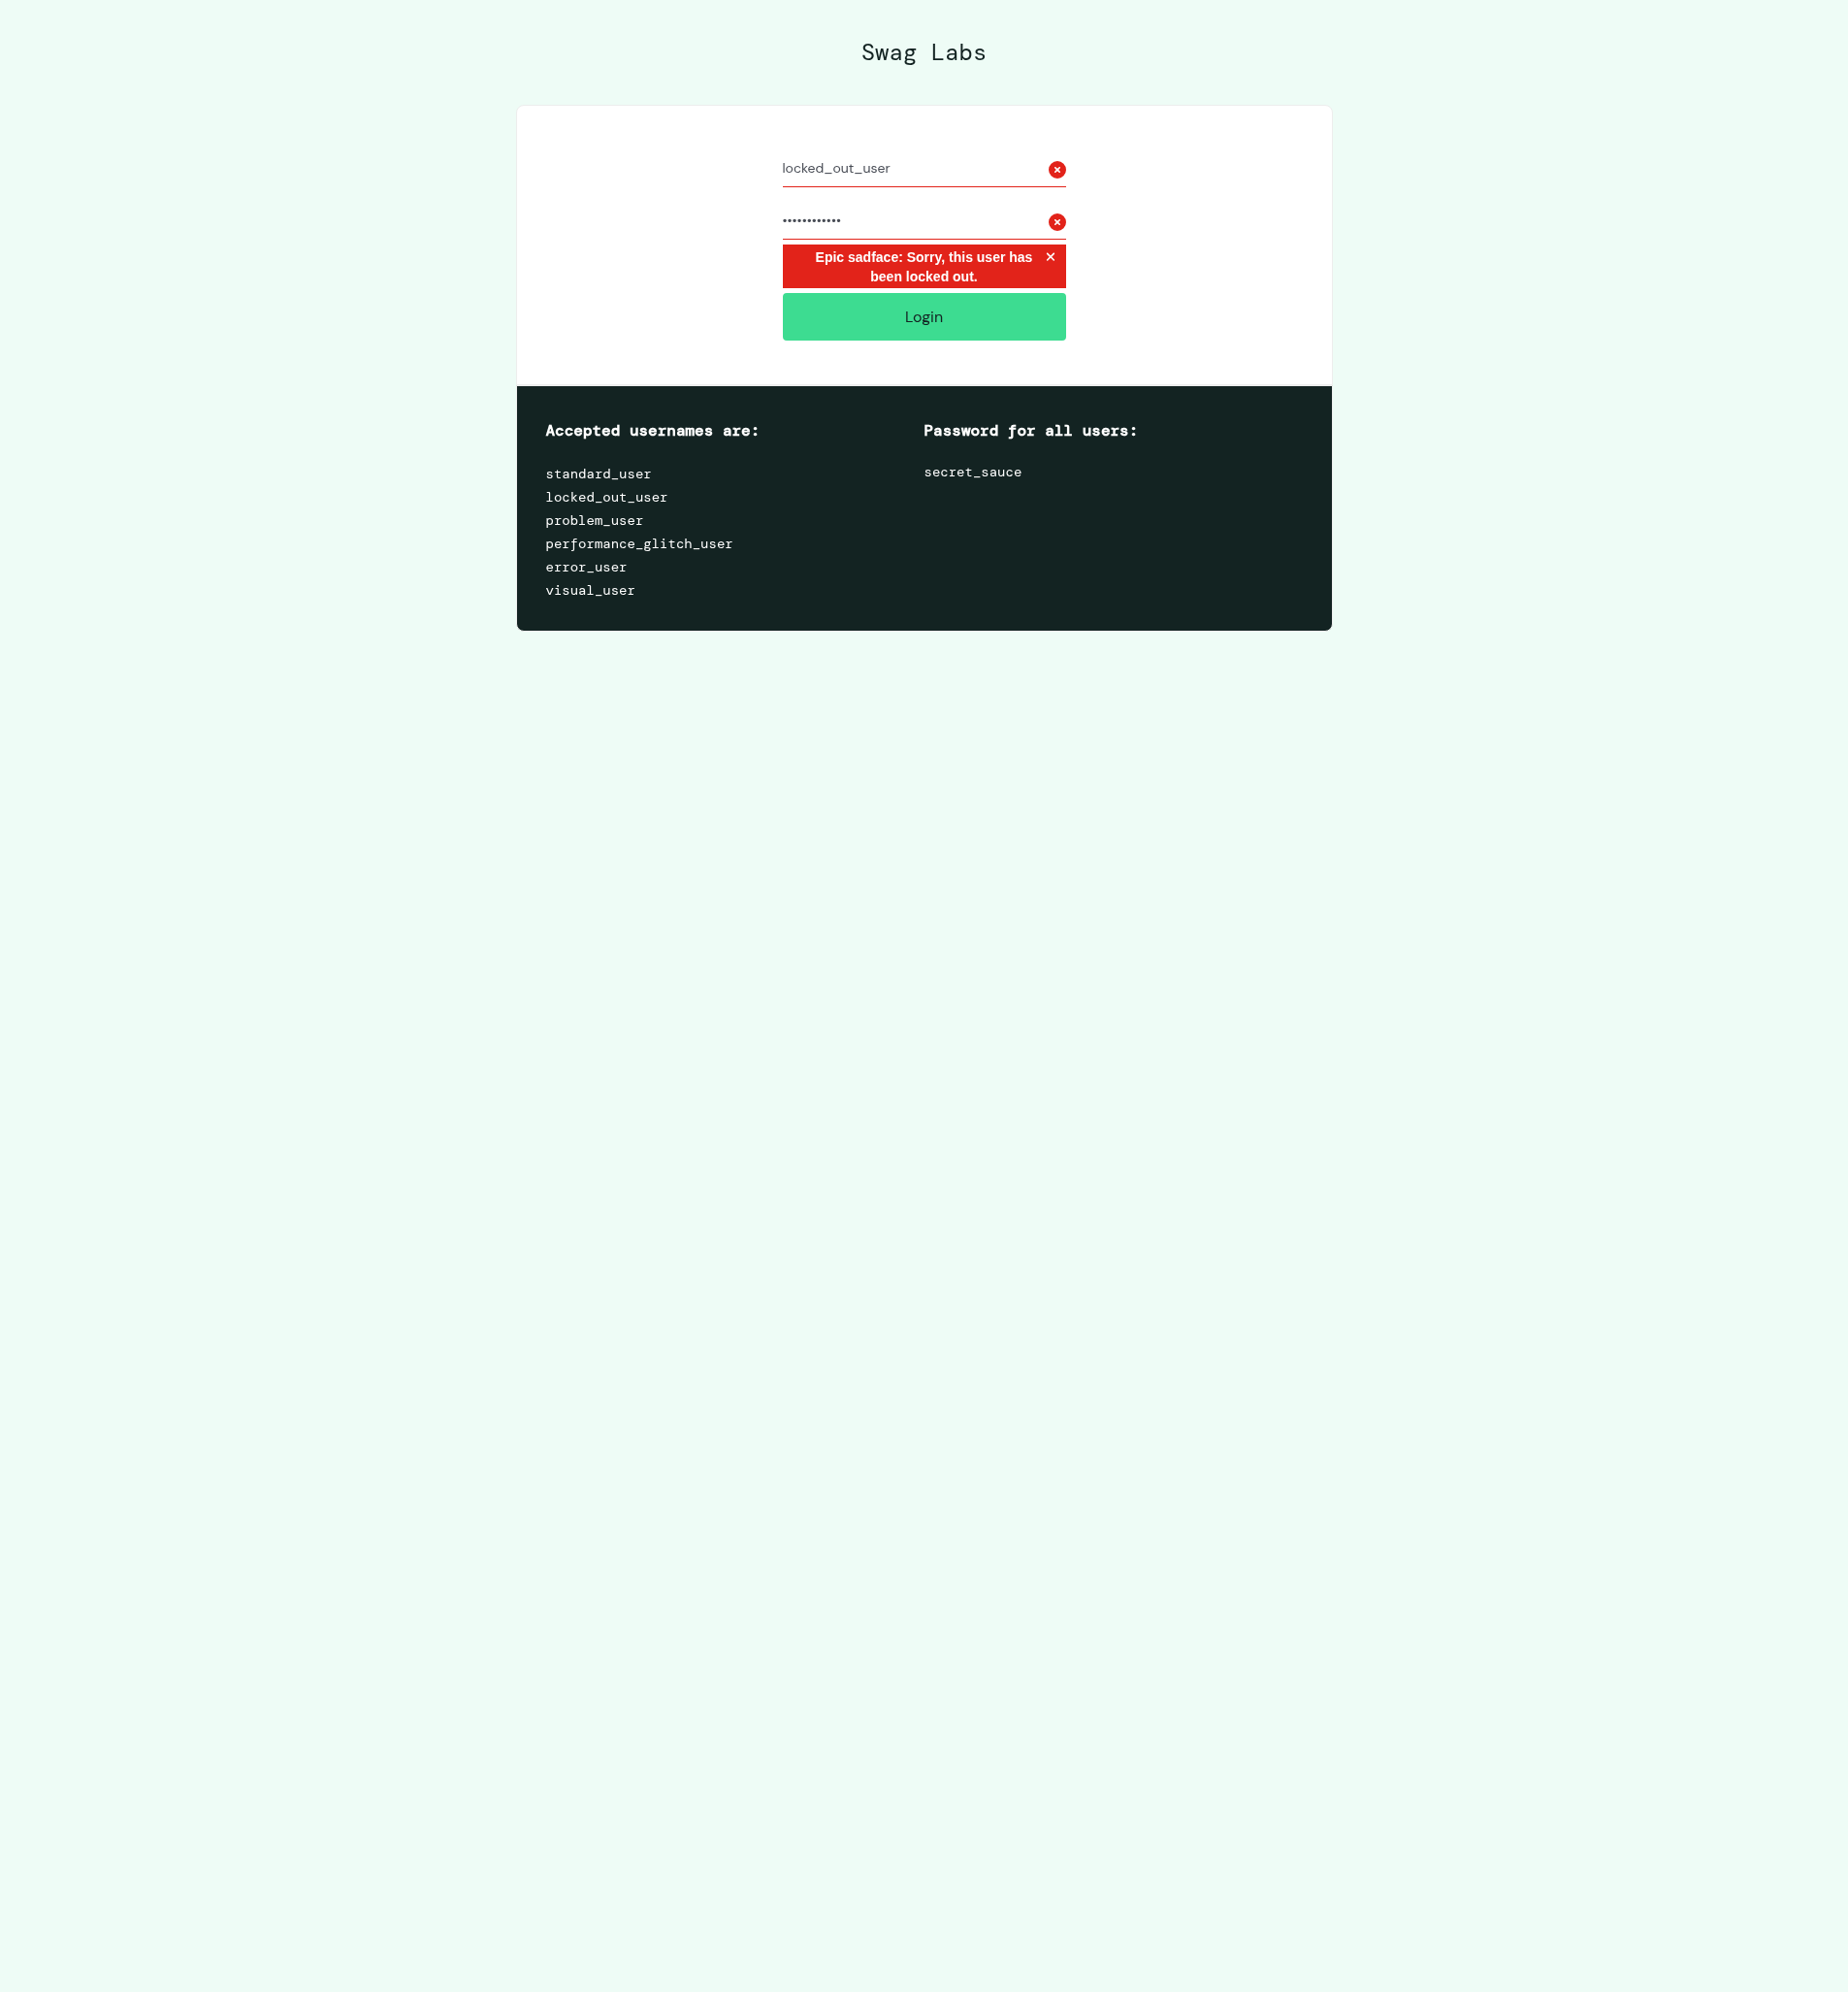 Swag Labs
locked_out_user
••••••••••••
Epic sadface: Sorry, this user has
been locked out.
Login
Accepted usernames are:
standard_user
locked_out_user
problem_user
performance_glitch_user
error_user
visual_user
Password for all users:
secret_sauce